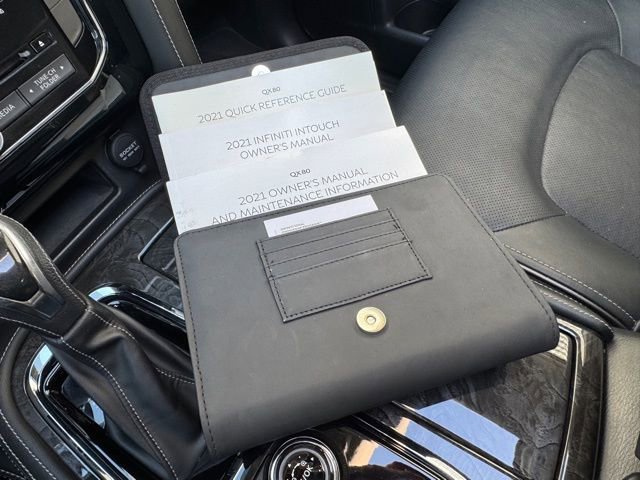 TUNE-CH
FOLDER
MEDIA
QX80
2021 QUICK REFERENCE GUIDE
2021 INFINITI INTOUCH
OWNER'S MANUAL
QX80
2021 OWNER'S MANUAL
AND MAINTENANCE INFORMATION